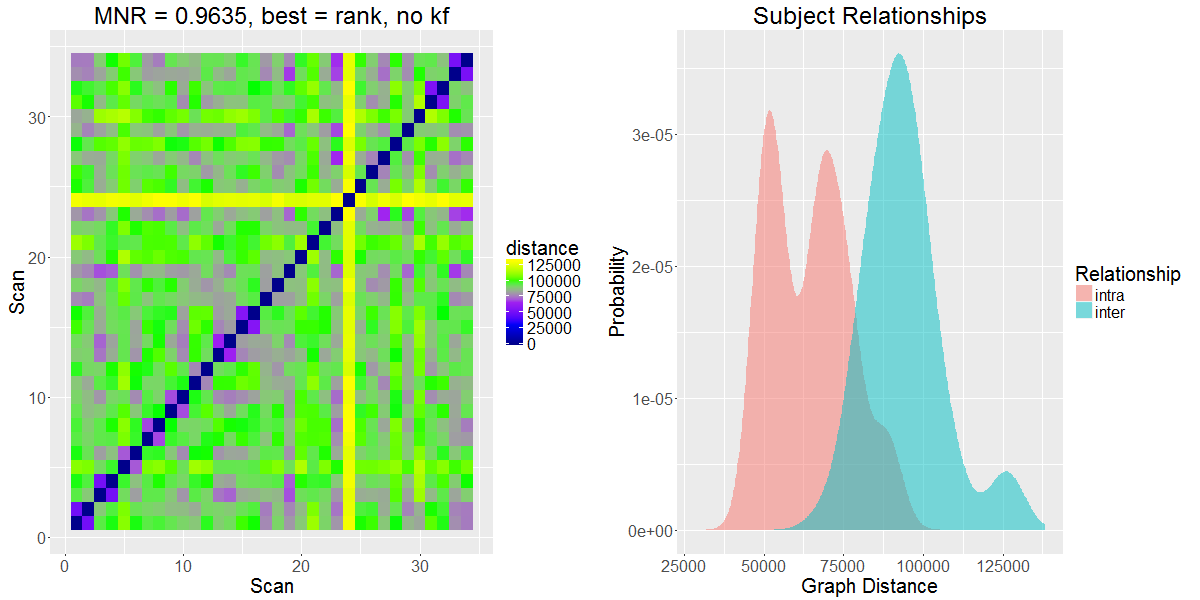 MNR = 0.9635, best = rank, no kf
Scan
30
20
10
0
0
10
20
30
Scan
distance
125000
100000
75000
50000
25000
0
Subject Relationships
Probability
3e-05
2e-05
1e-05
0e+00
25000
50000
75000
100000
125000
Graph Distance
Relationship
intra
inter